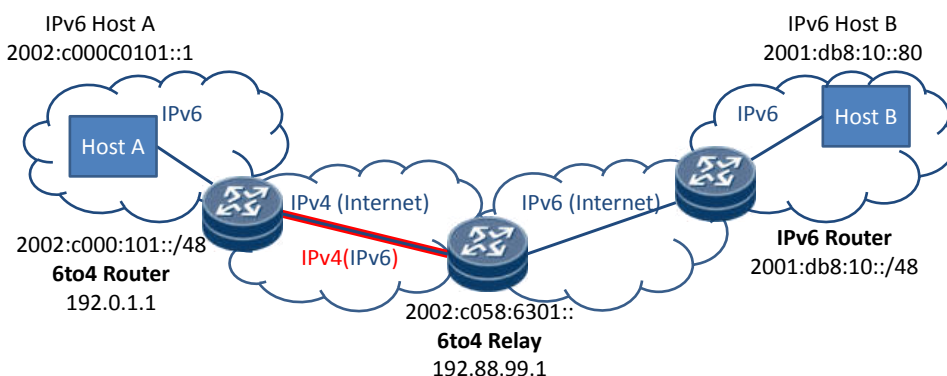 IPv6 Host A
2002:c000C0101::1
IPv6
Host A
2002:c000:101::/48
6to4 Router
192.0.1.1
IPv4 (Internet)
IPv4(IPv6)
2002:c058:6301::
6to4 Relay
192.88.99.1
IPv6 (Internet)
IPv6 Host B
2001:db8:10::80
IPv6
Host B
IPv6 Router
2001:db8:10::/48